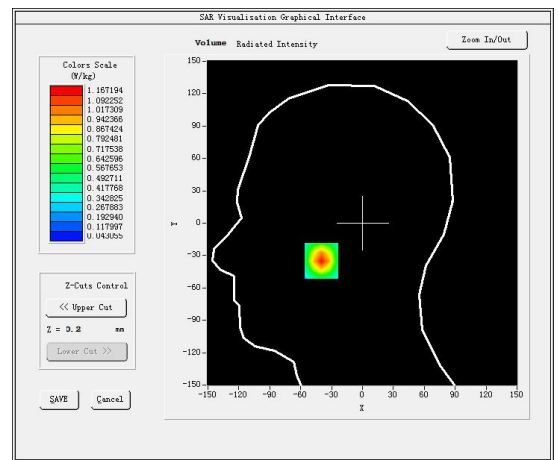 SAR Visualisation Graphical Interface
Volume Radiated Intensity
Zoom In/Out
Colors Scale
(W/kg)
1.167194
1.092252
1.017309
0.942366
0.867424
0.792481
0.717538
0.642596
0.567653
0.492711
0.417768
0.342825
0.267883
0.192940
0.117997
0.043055
Z-Cuts Control
<< Upper Cut
Z = 0.2 mm
Lower Cut >>
SAVE Cancel
150
120
90
60
30
0
-30
-60
-90
-120
-150
Y
-150 -120 -90 -60 -30 0 30 60 90 120 150
X